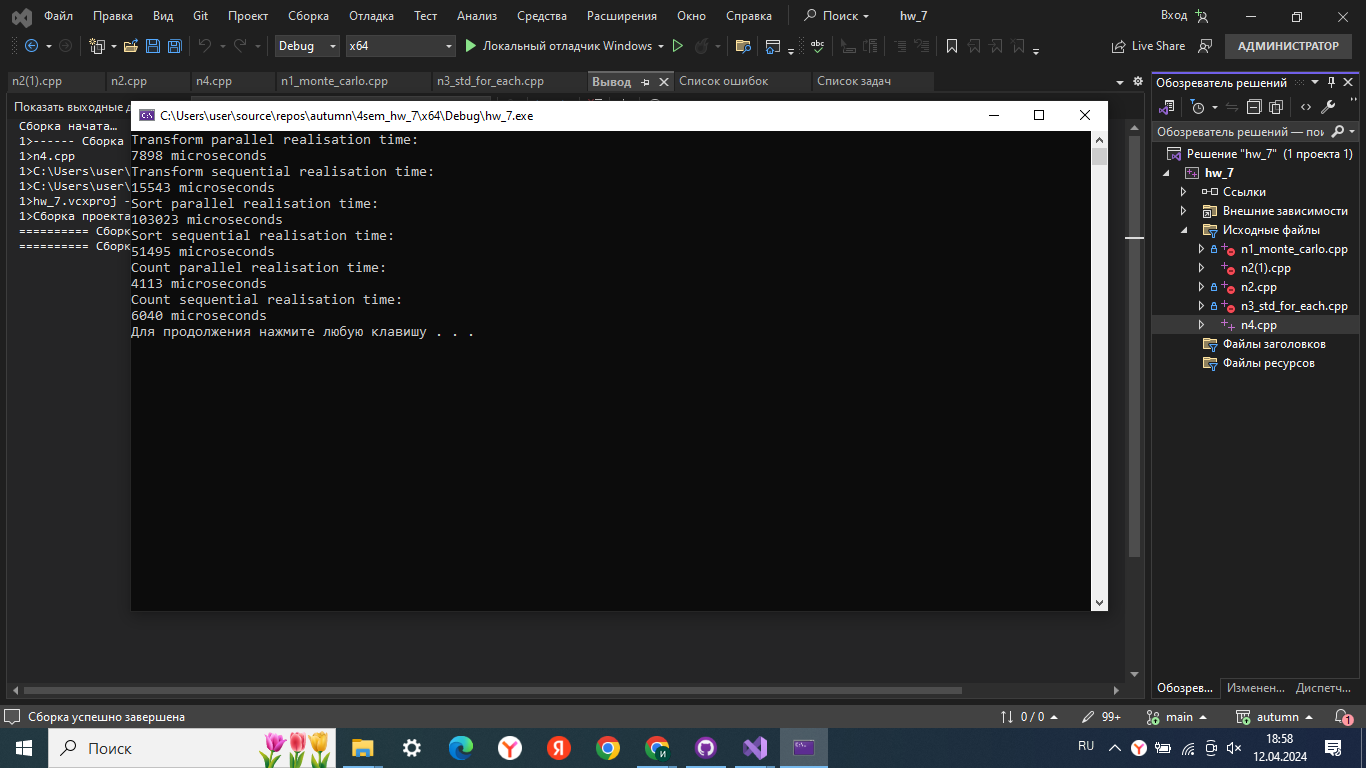 Файл Правка Вид Git Проект Сборка Отладка Тест Анализ Средства Расширения Окно Справка Поиск hw_7 Вход
Debug x64 Локальный отладчик Windows Live Share АДМИНИСТРАТОР
n2(1).cpp n2.cpp n4.cpp n1_monte_carlo.cpp n3_std_for_each.cpp Вывод Список ошибок Список задач
Показать выходные д
Сборка начата…
1>------ Сборка
1>n4.cpp
1>C:\Users\user\
1>C:\Users\user\
1>hw_7.vcxproj -
1>Сборка проекта
========== Сборк
========== Сборк
C:\Users\user\source\repos\autumn\4sem_hw_7\x64\Debug\hw_7.exe
Transform parallel realisation time:
7898 microseconds
Transform sequential realisation time:
15543 microseconds
Sort parallel realisation time:
103023 microseconds
Sort sequential realisation time:
51495 microseconds
Count parallel realisation time:
4113 microseconds
Count sequential realisation time:
6040 microseconds
Для продолжения нажмите любую клавишу . . .
Обозреватель решений
Обозреватель решений — пои
Решение "hw_7" (1 проекта 1)
hw_7
Ссылки
Внешние зависимости
Исходные файлы
n1_monte_carlo.cpp
n2(1).cpp
n2.cpp
n3_std_for_each.cpp
n4.cpp
Файлы заголовков
Файлы ресурсов
Обозрев... Изменен... Диспетч...
Сборка успешно завершена 0 / 0 99+ main autumn 1
Поиск RU 18:58
12.04.2024